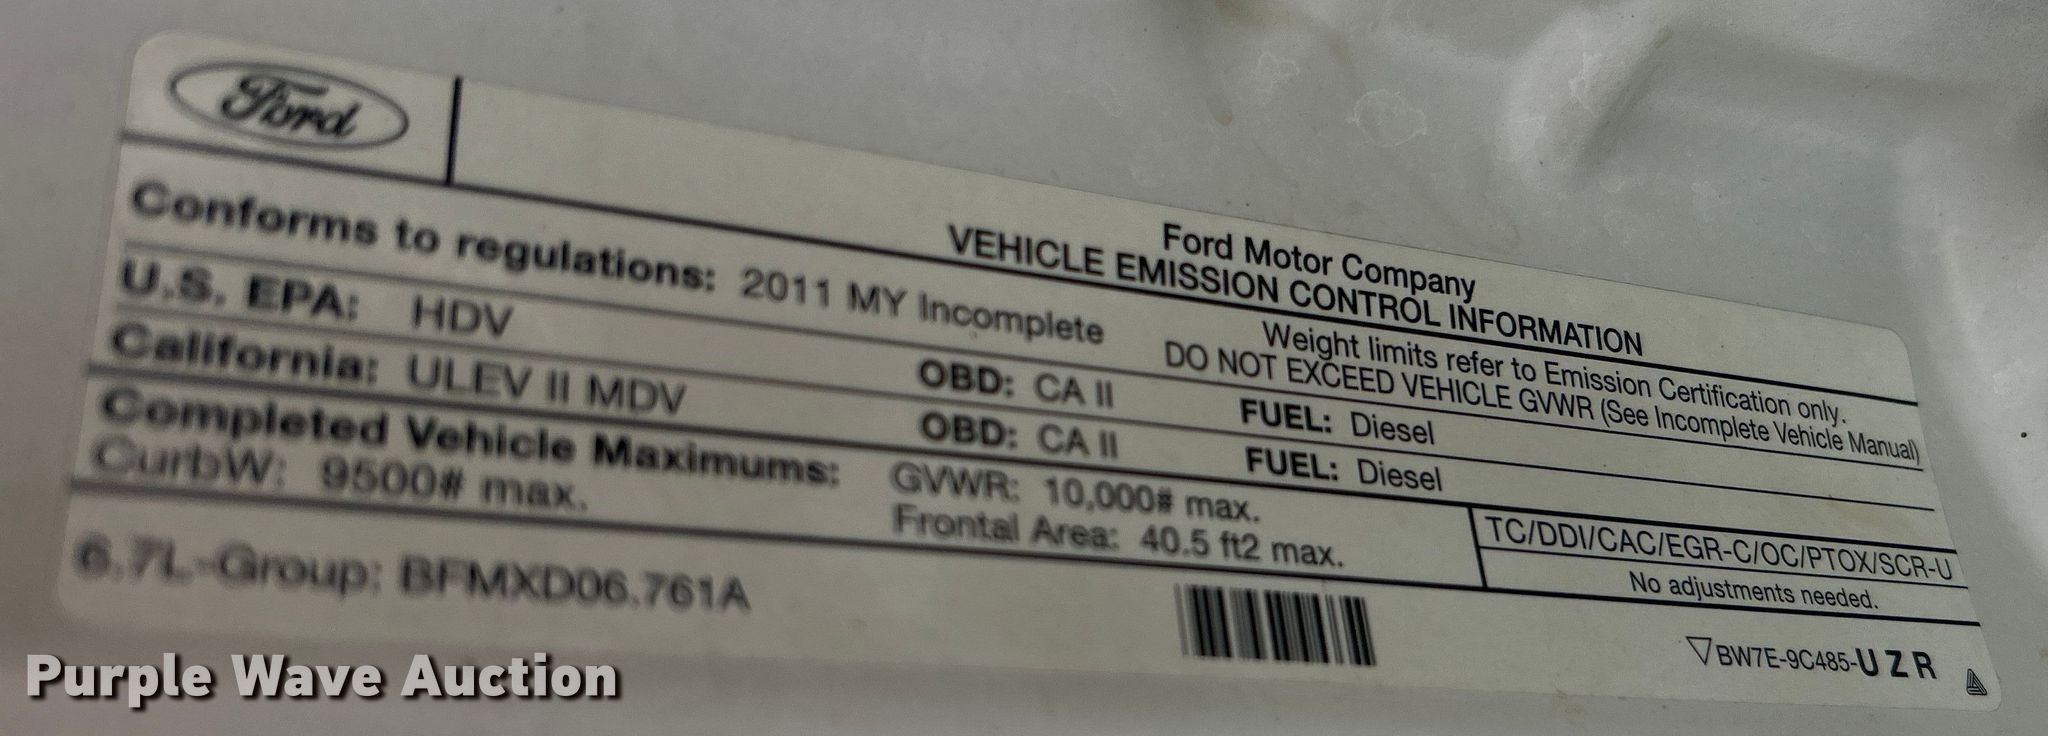 Ford
Ford Motor Company
VEHICLE EMISSION CONTROL INFORMATION
Conforms to regulations: 2011 MY Incomplete
Weight limits refer to Emission Certification only.
DO NOT EXCEED VEHICLE GVWR (See Incomplete Vehicle Manual)
U.S. EPA: HDV OBD: CA II FUEL: Diesel
California: ULEV II MDV OBD: CA II FUEL: Diesel
Completed Vehicle Maximums: GVWR: 10,000# max.
CurbW: 9500# max. Frontal Area: 40.5 ft2 max.
TC/DDI/CAC/EGR-C/OC/PTOX/SCR-U
No adjustments needed.
6.7L-Group: BFMXD06.761A
BW7E-9C485-UZR
Purple Wave Auction